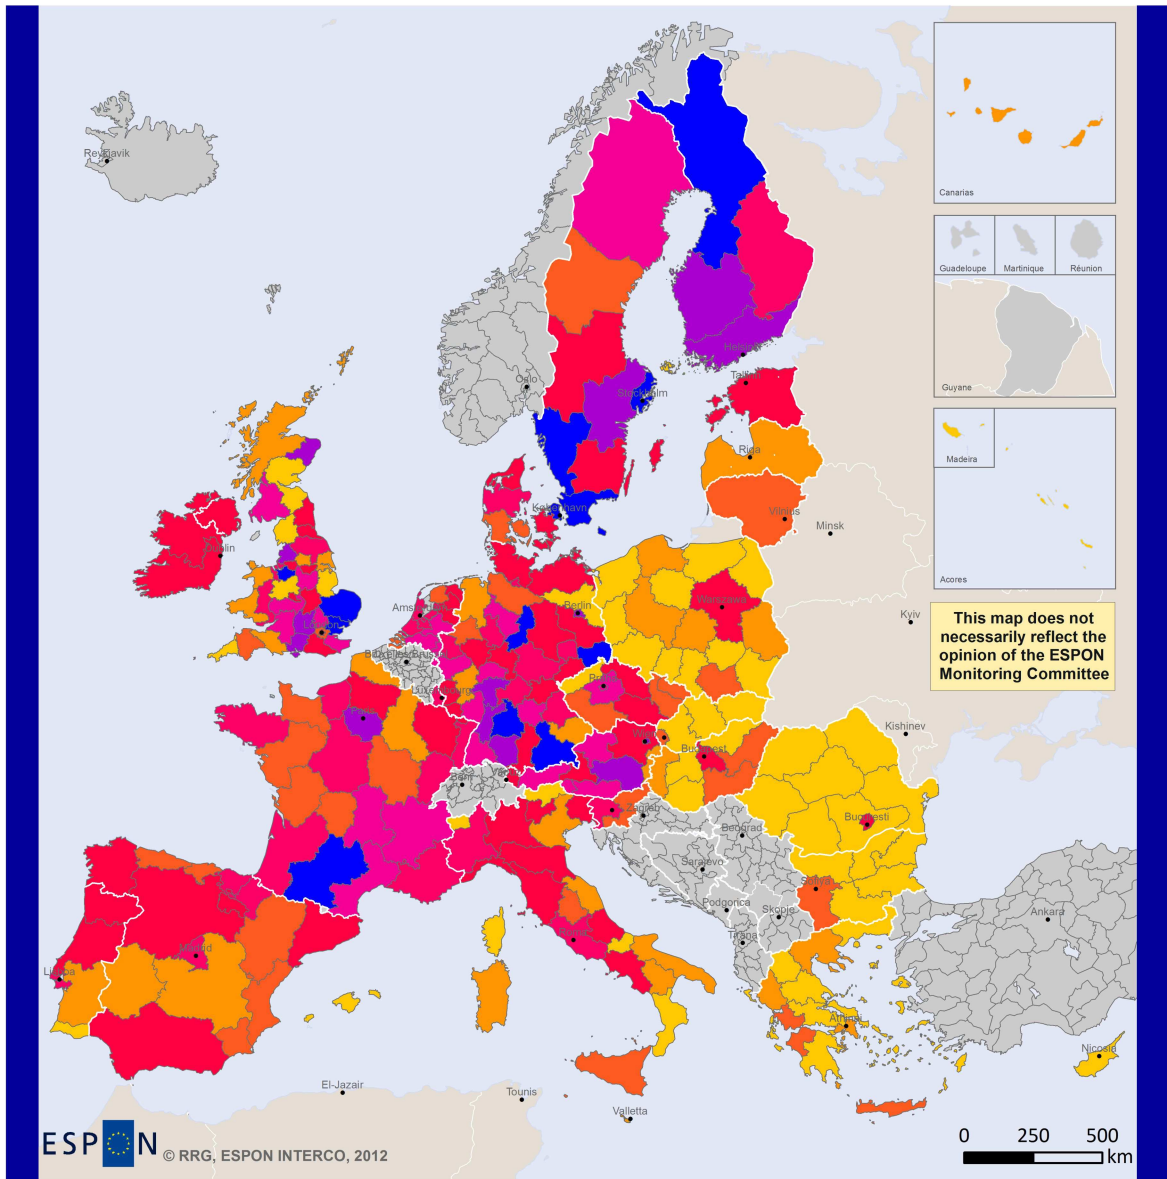 Reykjavik
Canarias
Guadeloupe
Martinique
Réunion
Guyane
Madeira
Acores
Oslo
Stockholm
Helsinki
Tallinn
Riga
Vilnius
Minsk
Kyiv
København
Dublin
London
Amsterdam
Berlin
Warszawa
This map does not
necessarily reflect the
opinion of the ESPON
Monitoring Committee
Luxembourg
Paris
Praha
Kishinev
Wien
Budapest
Bern
Vaduz
Zagreb
Beograd
Bucuresti
Sarajevo
Sofiya
Podgorica
Skopje
Tirana
Ankara
Roma
Madrid
Lisboa
Athinai
Nicosia
El-Jazair
Tounis
Valletta
ESPON
© RRG, ESPON INTERCO, 2012
0 250 500
km